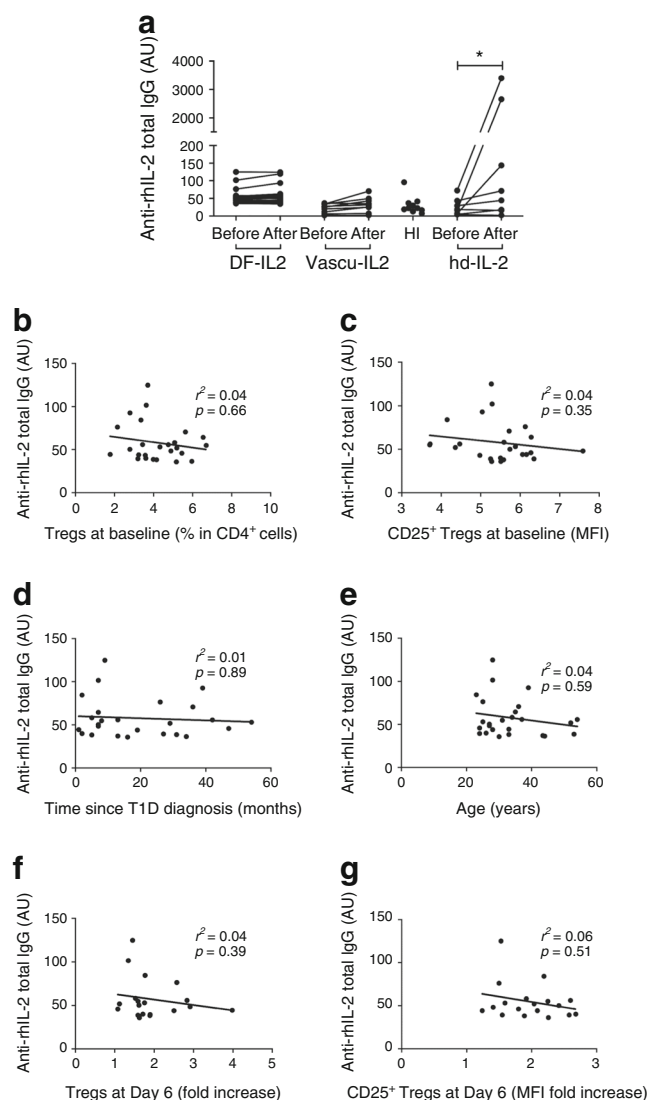 a
Anti-rhIL-2 total IgG (AU)
4000
3000
2000
200
150
100
50
0
*
Before After Before After HI Before After
DF-IL2 Vascu-IL2 hd-IL-2
b
Anti-rhIL-2 total IgG (AU)
150
100
50
0
r² = 0.04
p = 0.66
0 2 4 6 8 10
Tregs at baseline (% in CD4⁺ cells)
c
Anti-rhIL-2 total IgG (AU)
150
100
50
0
r² = 0.04
p = 0.35
3 4 5 6 7 8
CD25⁺ Tregs at baseline (MFI)
d
Anti-rhIL-2 total IgG (AU)
150
100
50
0
r² = 0.01
p = 0.89
0 20 40 60
Time since T1D diagnosis (months)
e
Anti-rhIL-2 total IgG (AU)
150
100
50
0
r² = 0.04
p = 0.59
0 20 40 60
Age (years)
f
Anti-rhIL-2 total IgG (AU)
150
100
50
0
r² = 0.04
p = 0.39
0 1 2 3 4 5
Tregs at Day 6 (fold increase)
g
Anti-rhIL-2 total IgG (AU)
150
100
50
0
r² = 0.06
p = 0.51
0 1 2 3
CD25⁺ Tregs at Day 6 (MFI fold increase)